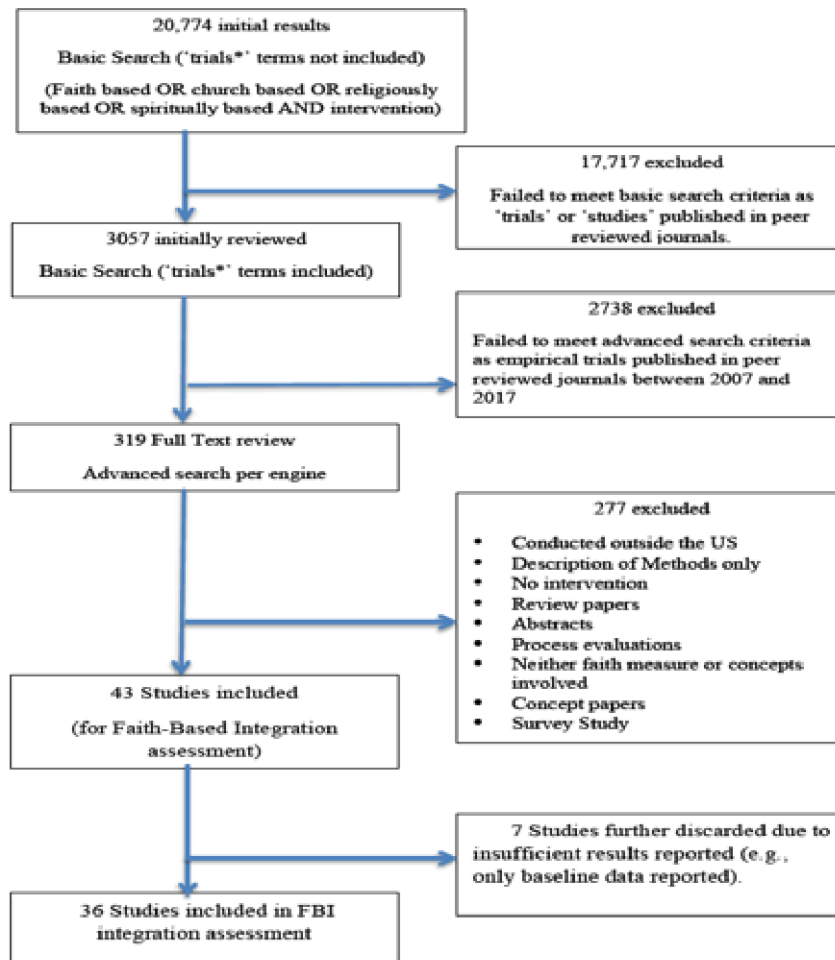 20,774 initial results
Basic Search (‘trials*’ terms not included)
(Faith based OR church based OR religiously
based OR spiritually based AND intervention)
17,717 excluded
Failed to meet basic search criteria as
‘trials’ or ‘studies’ published in peer
reviewed journals.
3057 initially reviewed
Basic Search (‘trials*’ terms included)
2738 excluded
Failed to meet advanced search criteria
as empirical trials published in peer
reviewed journals between 2007 and
2017
319 Full Text review
Advanced search per engine
277 excluded
• Conducted outside the US
• Description of Methods only
• No intervention
• Review papers
• Abstracts
• Process evaluations
• Neither faith measure or concepts
involved
• Concept papers
• Survey Study
43 Studies included
(for Faith-Based Integration
assessment)
7 Studies further discarded due to
insufficient results reported (e.g.,
only baseline data reported).
36 Studies included in FBI
integration assessment